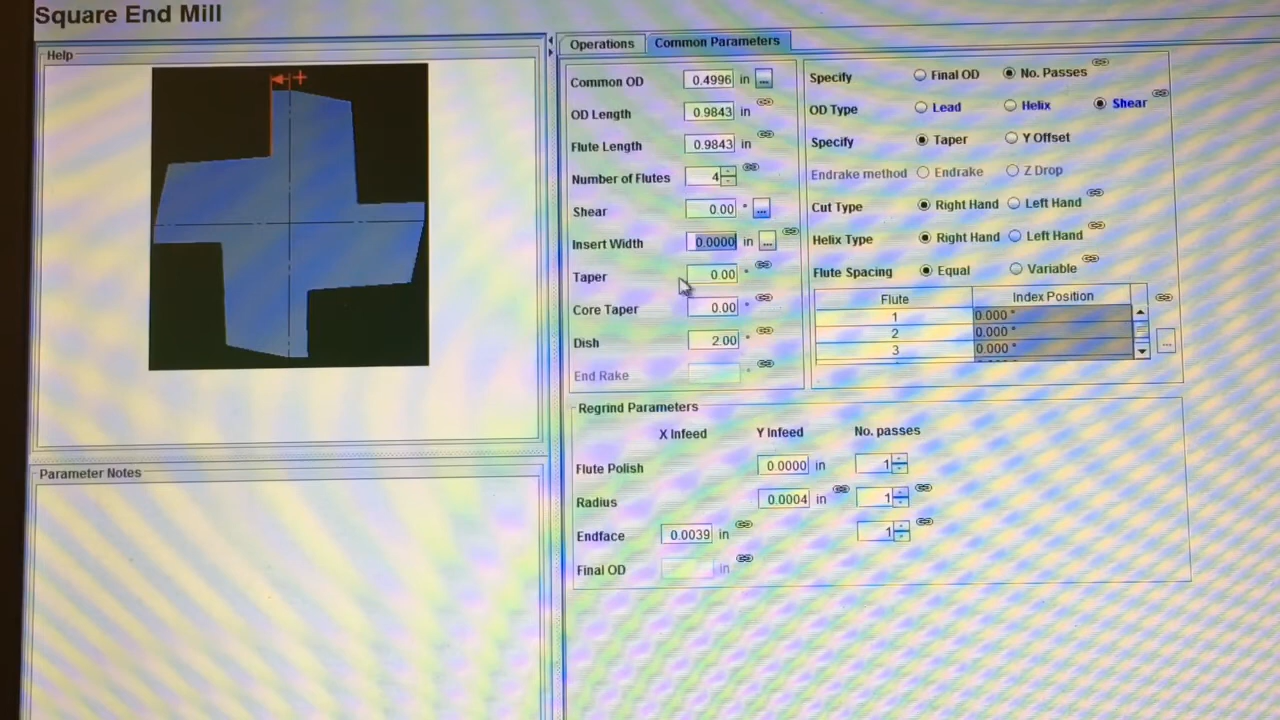 Square End Mill
Help
Parameter Notes
Operations
Common Parameters
Common OD 0.4996 in ...
OD Length 0.9843 in
Flute Length 0.9843 in
Number of Flutes 4
Shear 0.00 ° ...
Insert Width 0.0000 in ...
Taper 0.00 °
Core Taper 0.00 °
Dish 2.00 °
End Rake °
Specify Final OD No. Passes
OD Type Lead Helix Shear
Specify Taper Y Offset
Endrake method Endrake Z Drop
Cut Type Right Hand Left Hand
Helix Type Right Hand Left Hand
Flute Spacing Equal Variable
Flute Index Position
1 0.000 °
2 0.000 °
3 0.000 °
...
Regrind Parameters
X Infeed Y Infeed No. passes
Flute Polish 0.0000 in 1
Radius 0.0004 in 1
Endface 0.0039 in 1
Final OD in